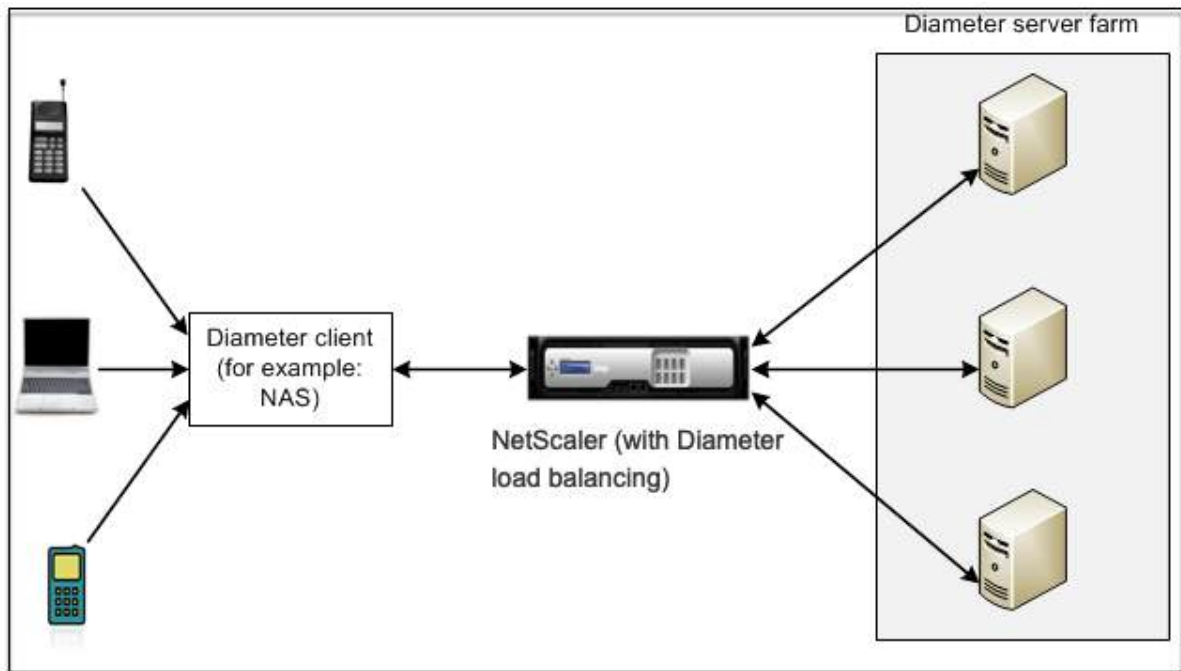 Diameter server farm
Diameter client
(for example:
NAS)
NetScaler (with Diameter
load balancing)